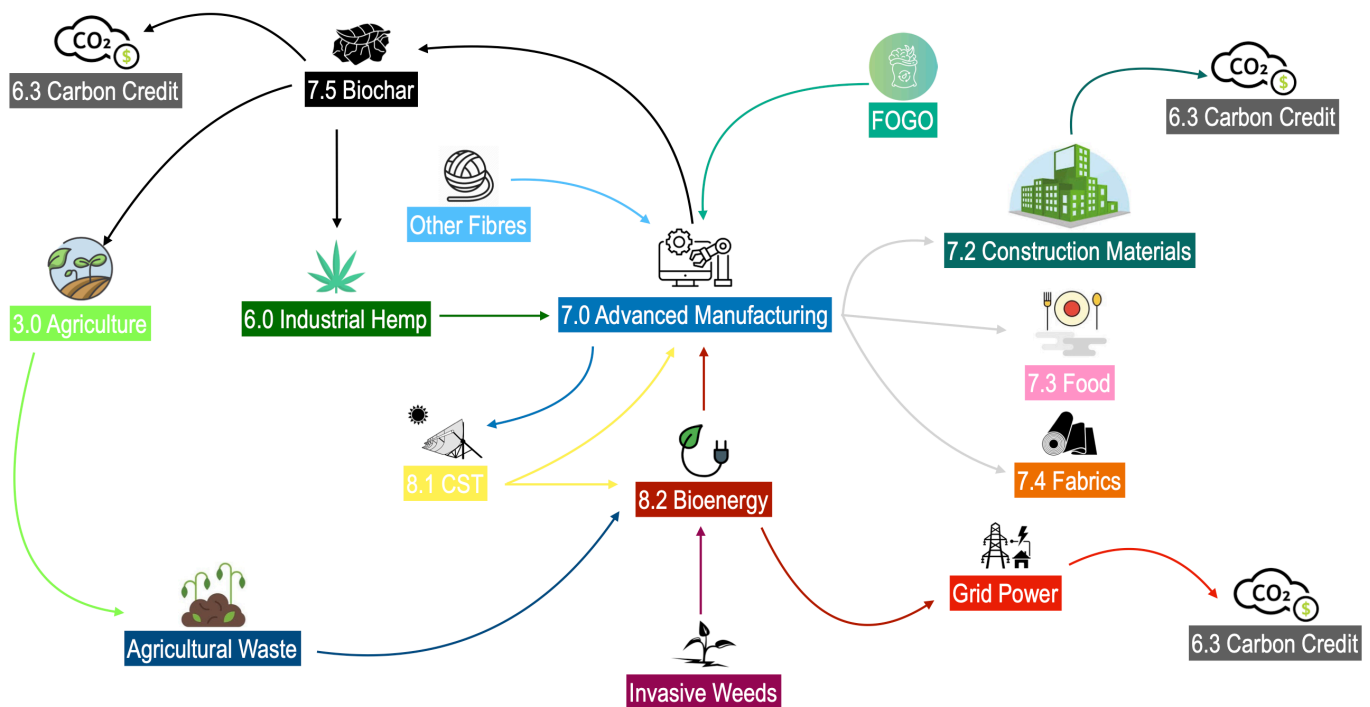 CO₂
$
6.3 Carbon Credit
7.5 Biochar
FOGO
CO₂
$
6.3 Carbon Credit
Other Fibres
7.2 Construction Materials
3.0 Agriculture
6.0 Industrial Hemp
7.0 Advanced Manufacturing
7.3 Food
8.1 CST
8.2 Bioenergy
7.4 Fabrics
Grid Power
CO₂
$
6.3 Carbon Credit
Agricultural Waste
Invasive Weeds